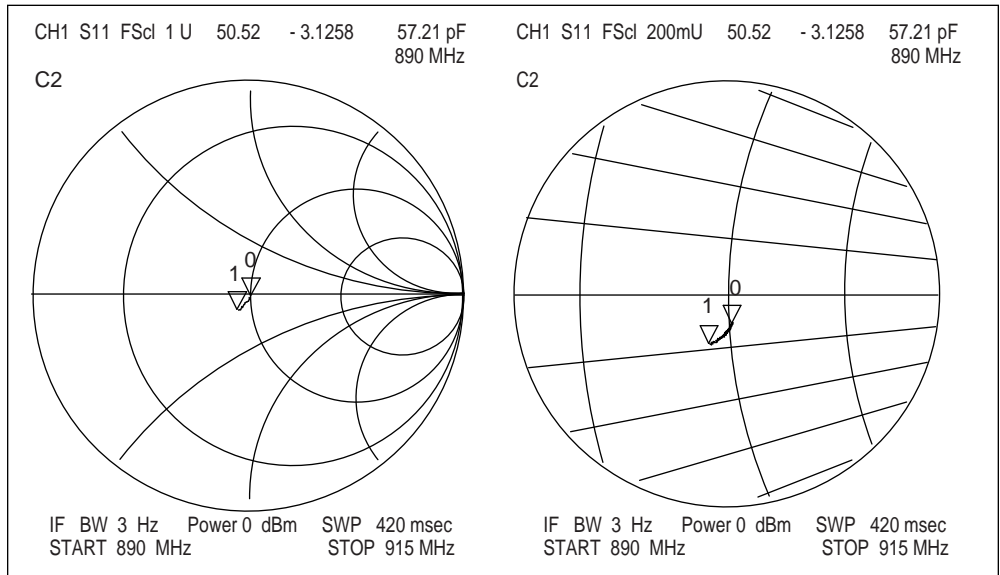 CH1 S11 FScl 1 U 50.52 - 3.1258 57.21 pF
890 MHz
C2
1
0
IF BW 3 Hz Power 0 dBm SWP 420 msec
START 890 MHz STOP 915 MHz
CH1 S11 FScl 200mU 50.52 - 3.1258 57.21 pF
890 MHz
C2
0
1
IF BW 3 Hz Power 0 dBm SWP 420 msec
START 890 MHz STOP 915 MHz